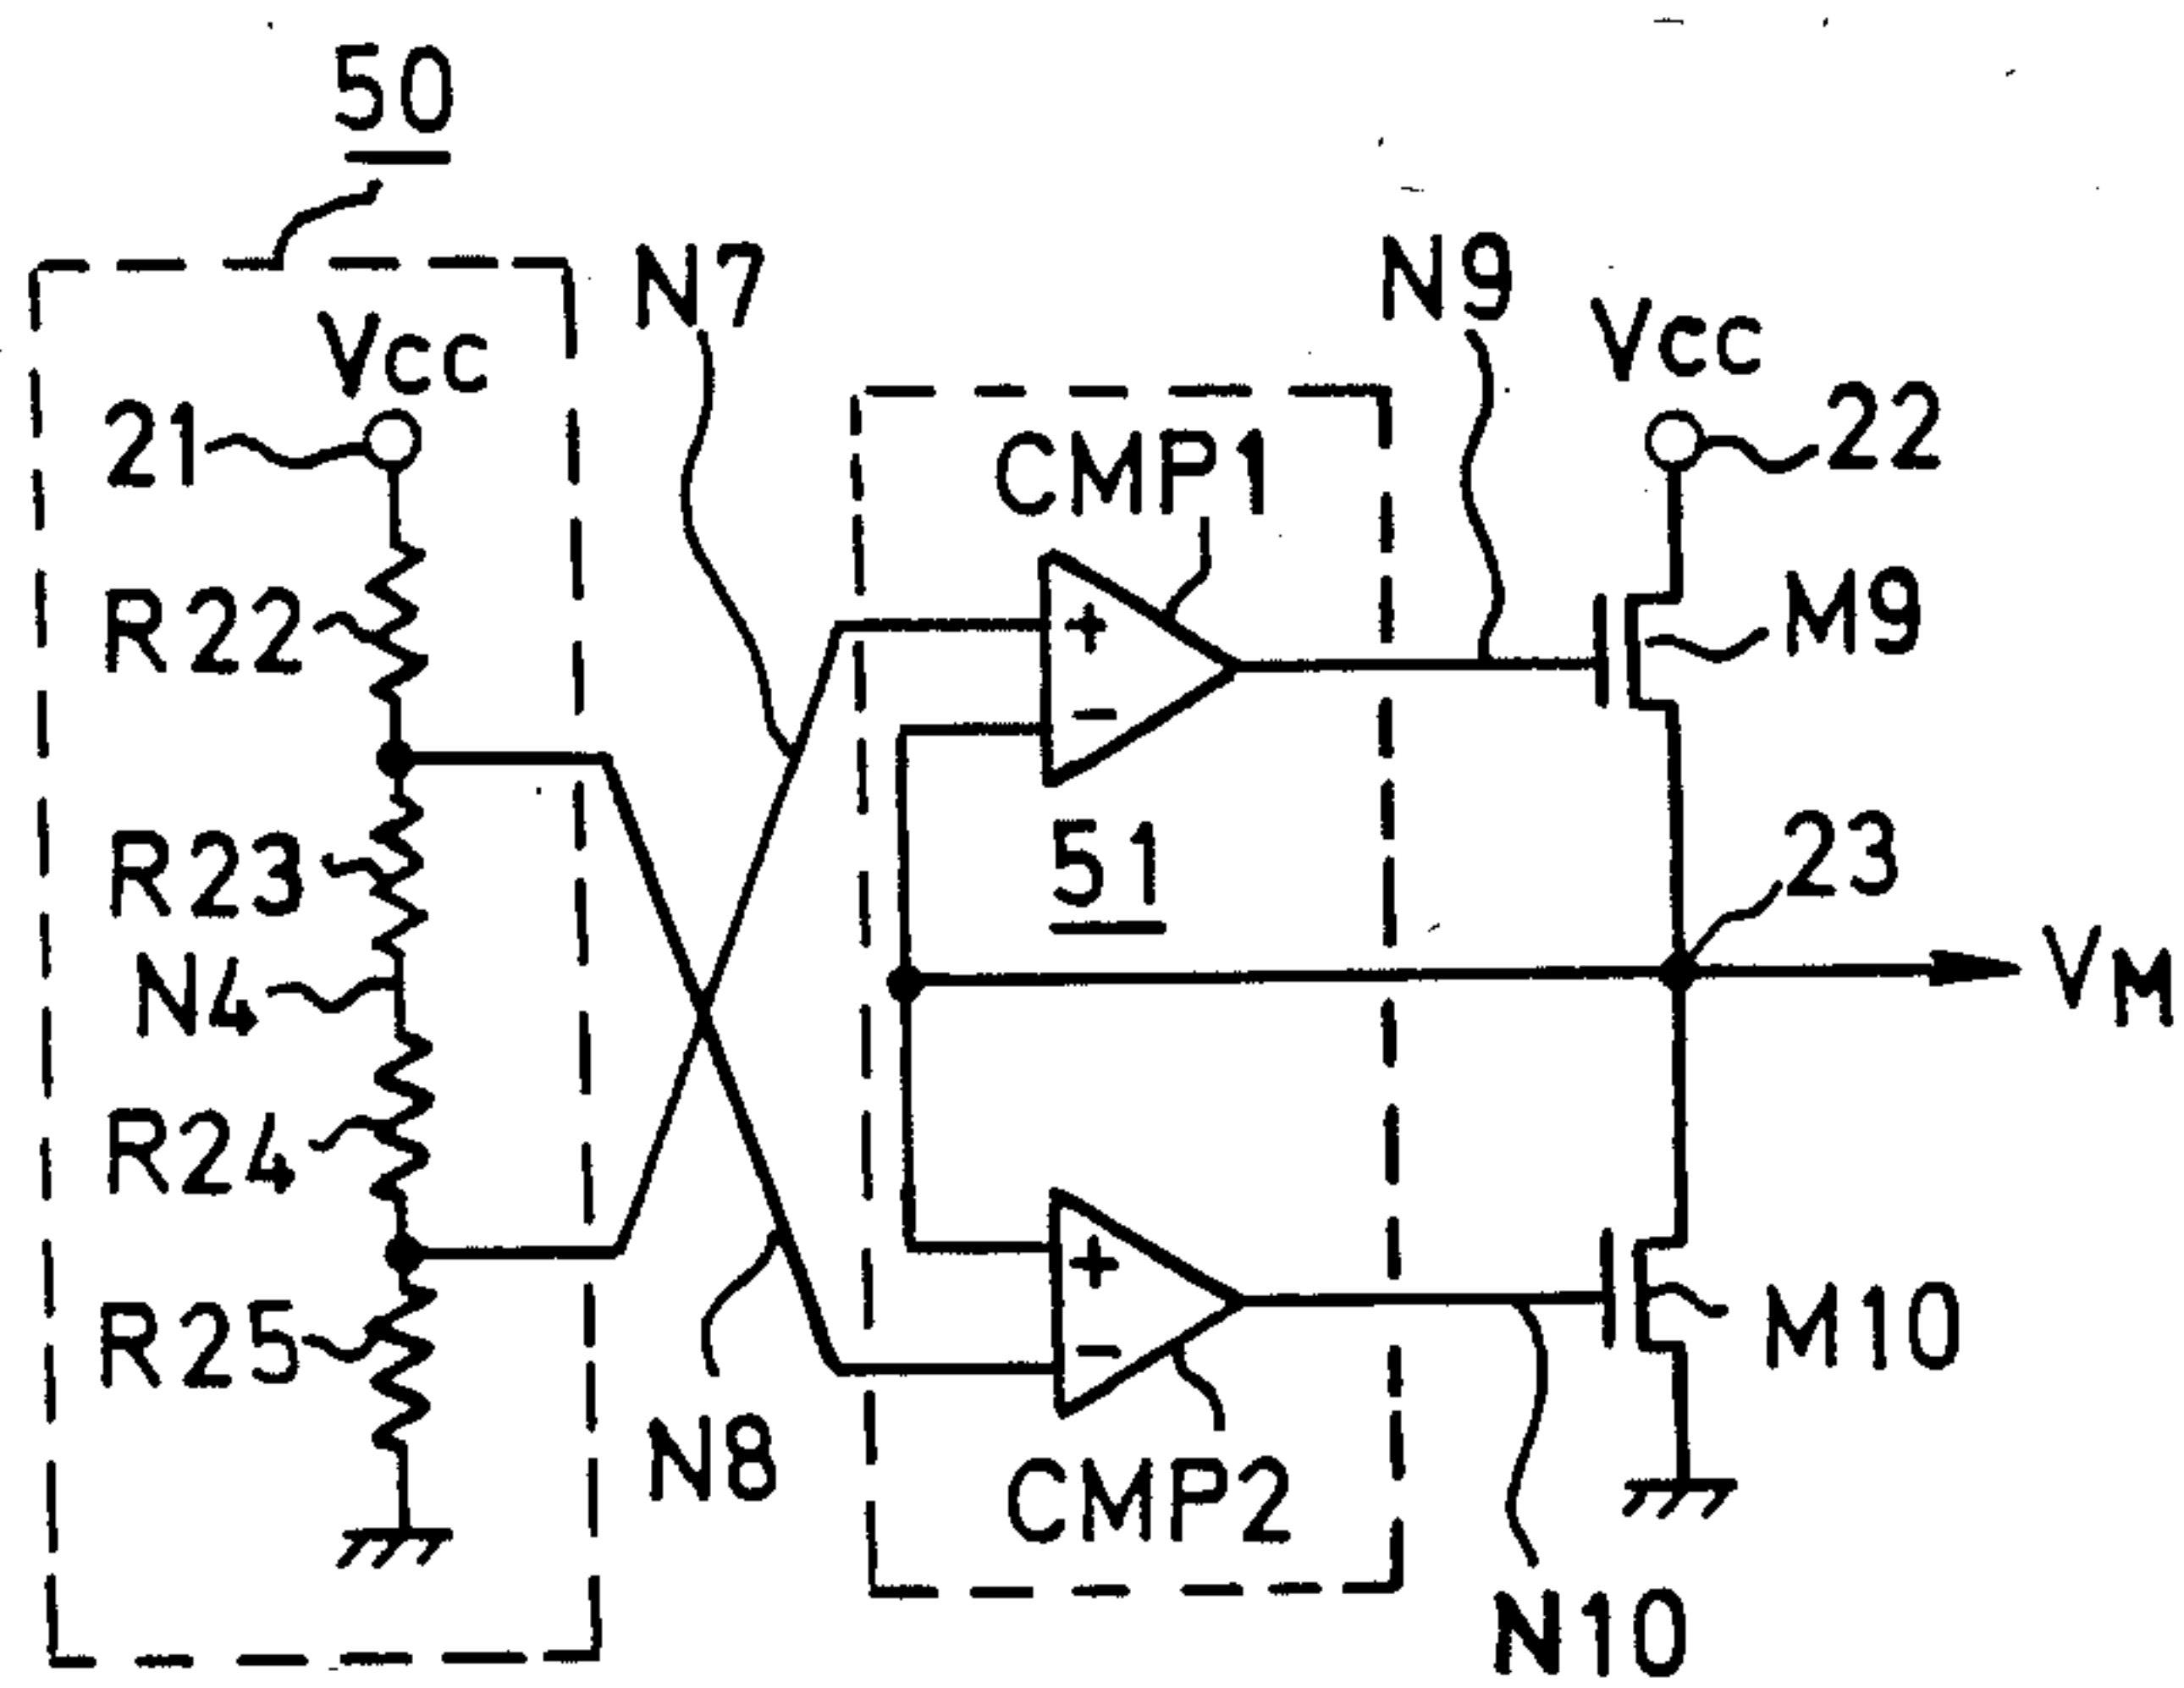 50
N7
N9
Vcc
Vcc
21
22
CMP1
R22
M9
R23
51
23
N4
VM
R24
R25
M10
N8
CMP2
N10
+
-
+
-